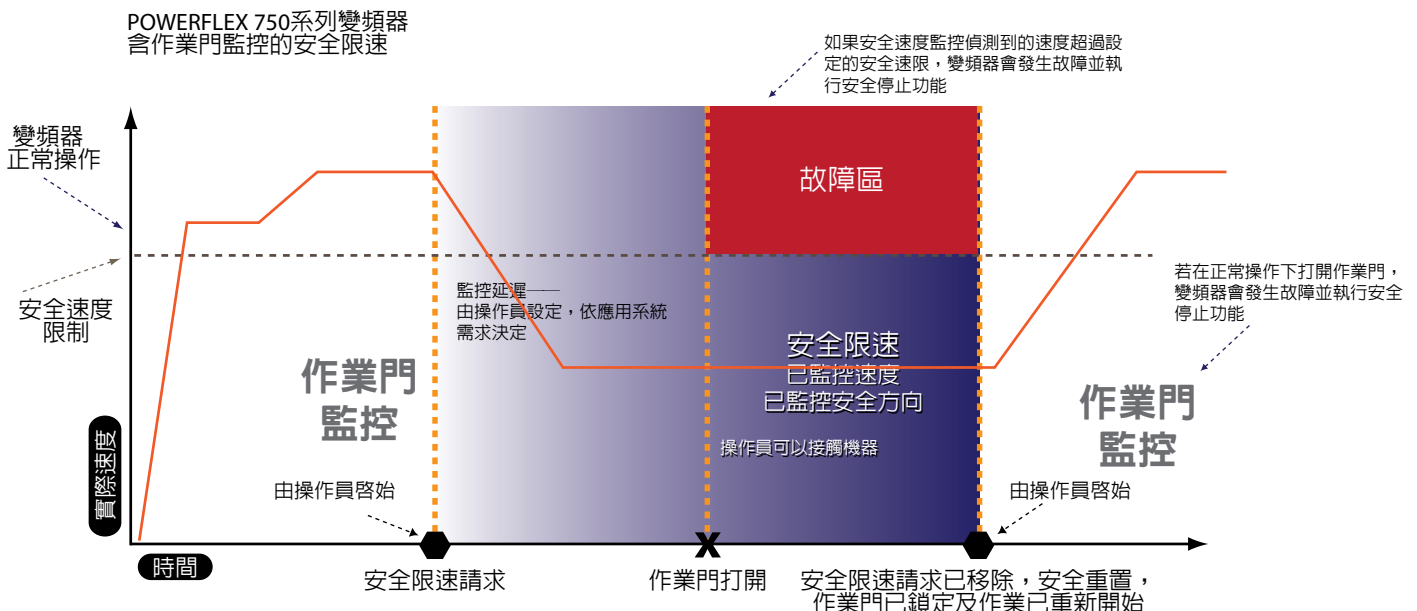 POWERFLEX 750系列變頻器
含作業門監控的安全限速
如果安全速度監控偵測到的速度超過設
定的安全速限，變頻器會發生故障並執
行安全停止功能
變頻器
正常操作
故障區
安全速度
限制
監控延遲——
由操作員設定，依應用系統
需求決定
若在正常操作下打開作業門，
變頻器會發生故障並執行安全
停止功能
安全限速
已監控速度
已監控安全方向
作業門
監控
作業門
監控
操作員可以接觸機器
實際速度
由操作員啓始
由操作員啓始
時間
安全限速請求
作業門打開
安全限速請求已移除，安全重置，
作業門已鎖定及作業已重新開始